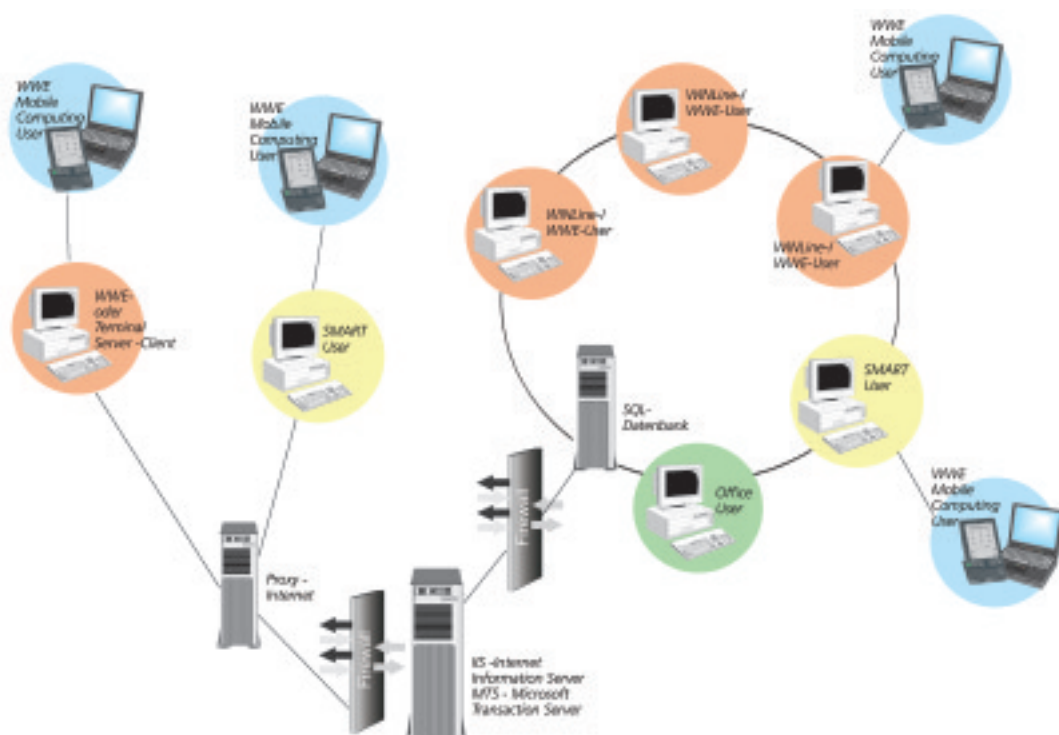 WWE
Mobile
Computing
User
WWE
Mobile
Computing
User
WINLine-/
WWE-User
WWE
Mobile
Computing
User
WINLine-/
WWE-User
WINLine-/
WWE-User
WWE-
oder
Terminal
Server-Client
SMART
User
SMART
User
SQL-
Datenbank
Office
User
WWE
Mobile
Computing
User
Firewall
Proxy -
Internet
Firewall
IIS -Internet
Information Server
MTS - Microsoft
Transaction Server